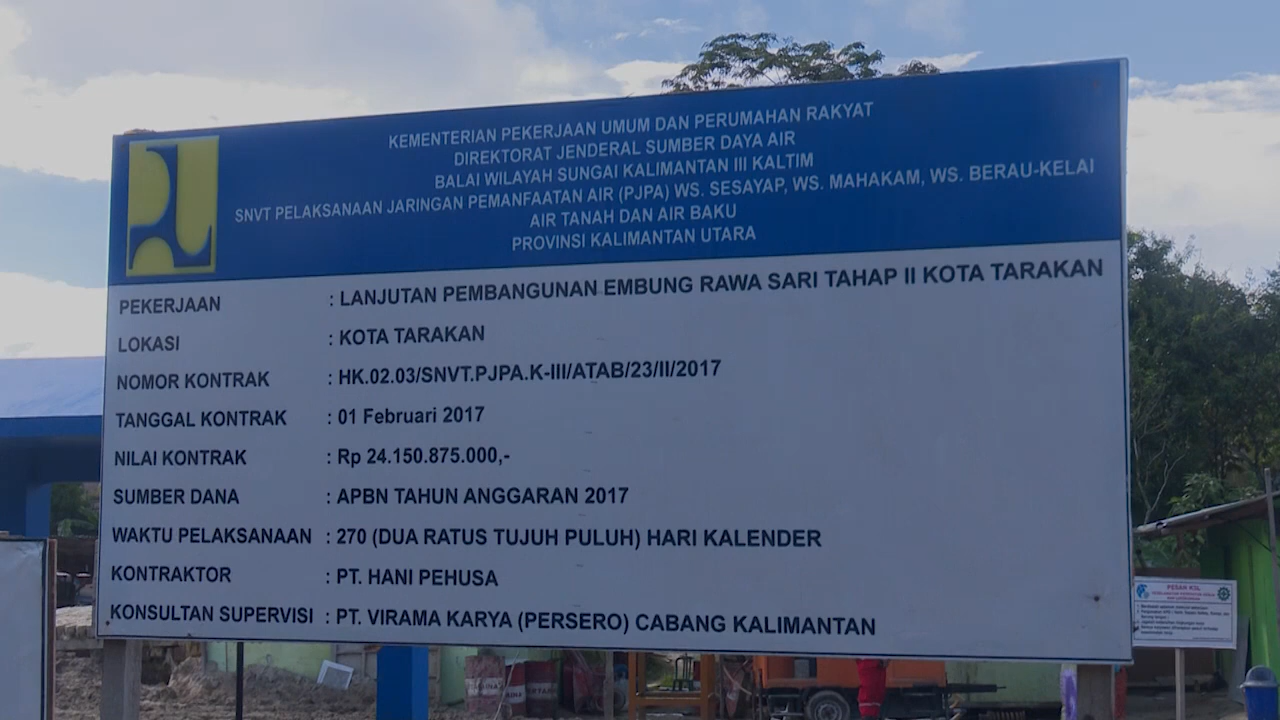 KEMENTERIAN PEKERJAAN UMUM DAN PERUMAHAN RAKYAT
DIREKTORAT JENDERAL SUMBER DAYA AIR
BALAI WILAYAH SUNGAI KALIMANTAN III KALTIM
SNVT PELAKSANAAN JARINGAN PEMANFAATAN AIR (PJPA) WS. SESAYAP, WS. MAHAKAM, WS. BERAU-KELAI
AIR TANAH DAN AIR BAKU
PROVINSI KALIMANTAN UTARA
PEKERJAAN : LANJUTAN PEMBANGUNAN EMBUNG RAWA SARI TAHAP II KOTA TARAKAN
LOKASI : KOTA TARAKAN
NOMOR KONTRAK : HK.02.03/SNVT.PJPA.K-III/ATAB/23/II/2017
TANGGAL KONTRAK : 01 Februari 2017
NILAI KONTRAK : Rp 24.150.875.000,-
SUMBER DANA : APBN TAHUN ANGGARAN 2017
WAKTU PELAKSANAAN : 270 (DUA RATUS TUJUH PULUH) HARI KALENDER
KONTRAKTOR : PT. HANI PEHUSA
KONSULTAN SUPERVISI : PT. VIRAMA KARYA (PERSERO) CABANG KALIMANTAN
PESAN K3L